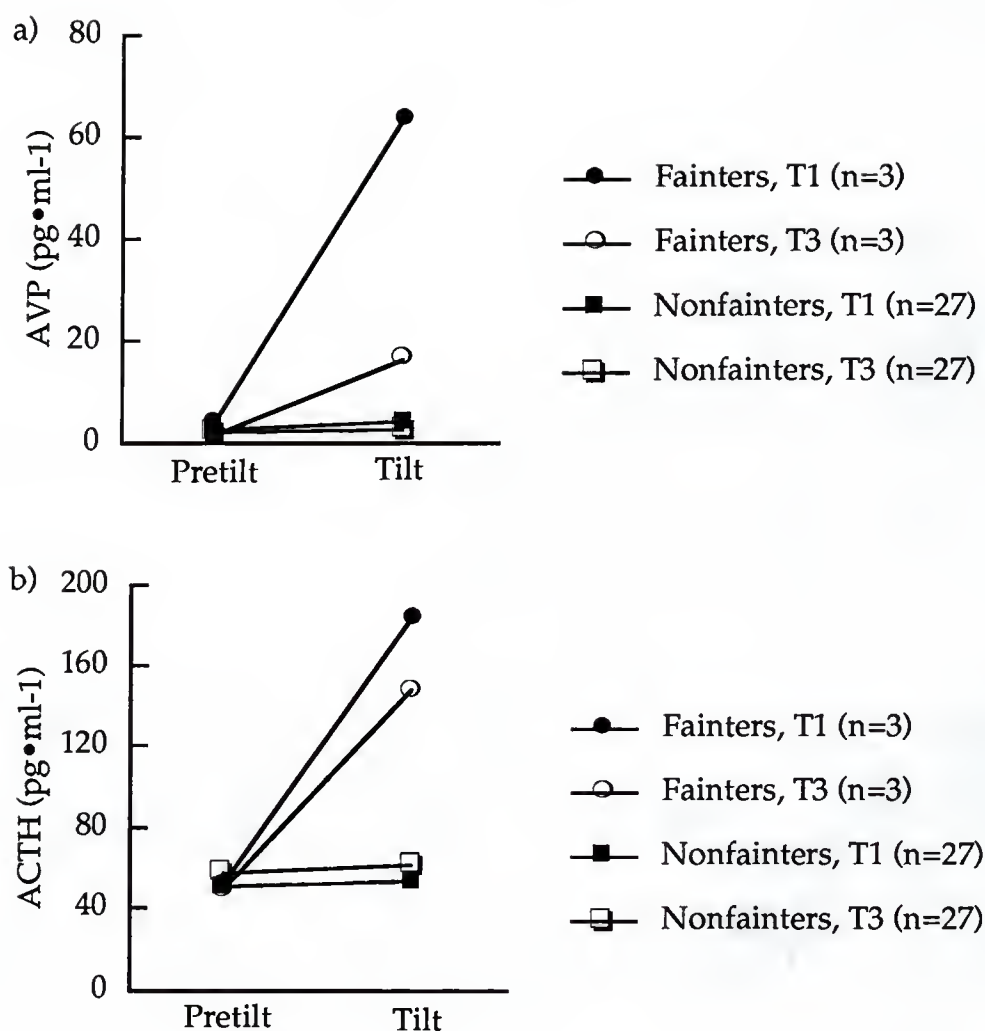 a)
80
60
40
20
0
AVP (pg•ml-1)
Pretilt
Tilt
Fainters, T1 (n=3)
Fainters, T3 (n=3)
Nonfainters, T1 (n=27)
Nonfainters, T3 (n=27)
b)
200
160
120
80
40
0
ACTH (pg•ml-1)
Pretilt
Tilt
Fainters, T1 (n=3)
Fainters, T3 (n=3)
Nonfainters, T1 (n=27)
Nonfainters, T3 (n=27)